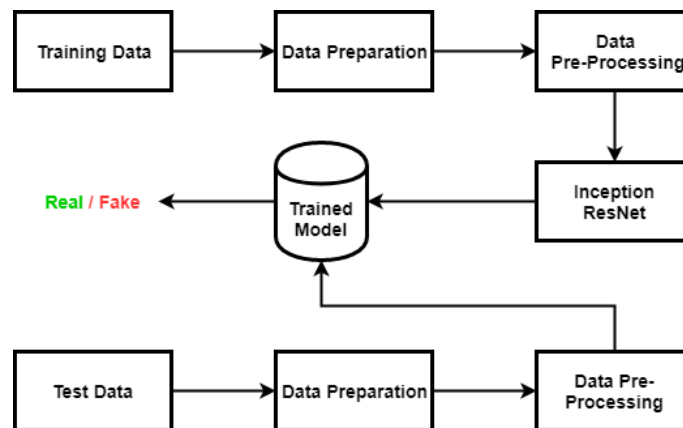 Training Data
Data Preparation
Data
Pre-Processing
Inception
ResNet
Trained
Model
Real / Fake
Test Data
Data Preparation
Data Pre-
Processing